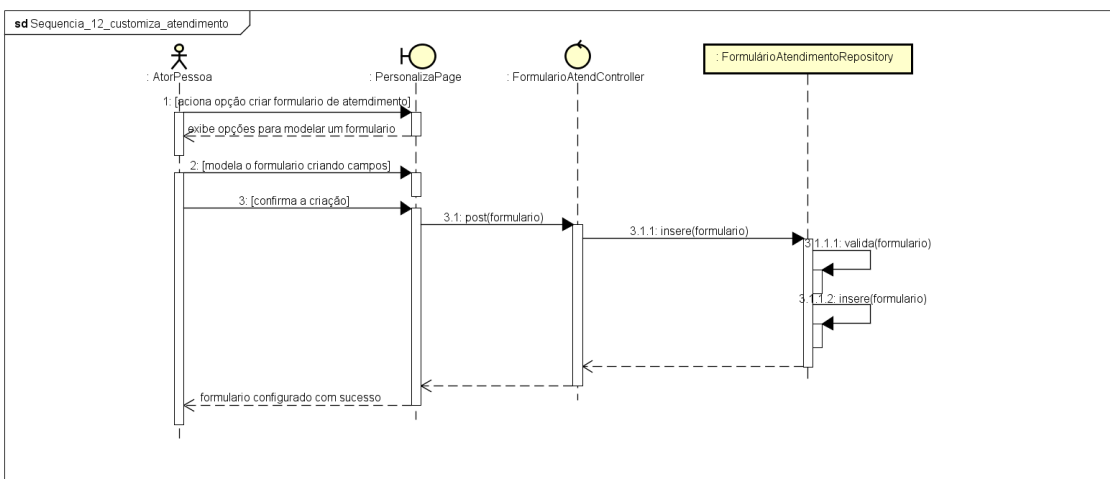 sd Sequencia_12_customiza_atendimento
: AtorPessoa
: PersonalizaPage
: FormularioAtendController
: FormulárioAtendimentoRepository
1: [aciona opção criar formulario de atemdimento]
exibe opções para modelar um formulario
2: [modela o formulario criando campos]
3: [confirma a criação]
3.1: post(formulario)
3.1.1: insere(formulario)
3.1.1.1: valida(formulario)
3.1.1.2: insere(formulario)
formulario configurado com sucesso